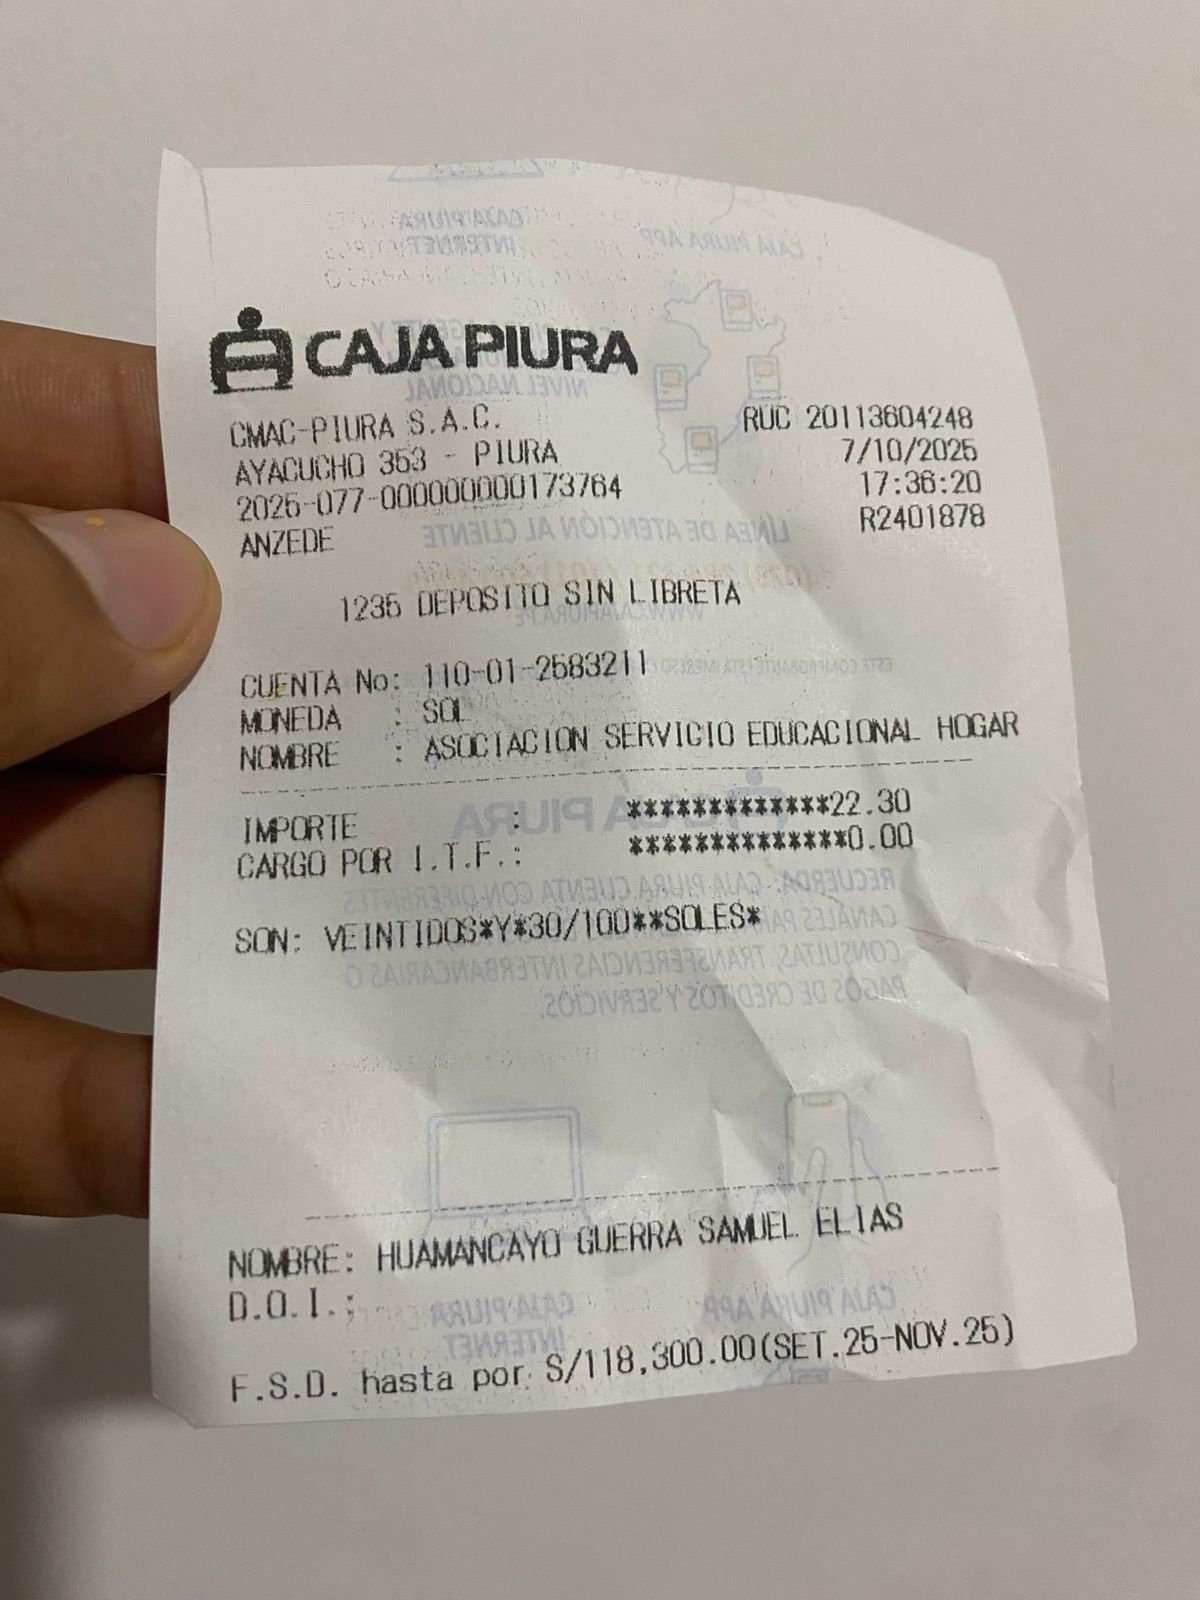 CAJA PIURA
CMAC-PIURA S.A.C. RUC 20113604248
AYACUCHO 353 - PIURA 7/10/2025
2025-077-000000000173764 17:36:20
ANZEDE R2401878
1235 DEPOSITO SIN LIBRETA
CUENTA No: 110-01-2583211
MONEDA : SOL
NOMBRE : ASOCIACION SERVICIO EDUCACIONAL HOGAR
IMPORTE : *************22.30
CARGO POR I.T.F.: **************0.00
SON: VEINTIDOS*Y*30/100**SOLES*
NOMBRE: HUAMANCAYO GUERRA SAMUEL ELIAS
D.O.I.:
F.S.D. hasta por S/118,300.00(SET.25-NOV.25)